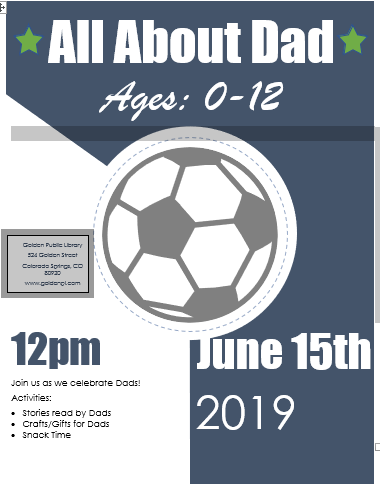 All About Dad
Ages: 0-12
Golden Public Library
526 Golden Street
Colorado Springs, CO
80920
www.goldenpl.com
12pm
Join us as we celebrate Dads!
Activities:
• Stories read by Dads
• Crafts/Gifts for Dads
• Snack Time
June 15th
2019